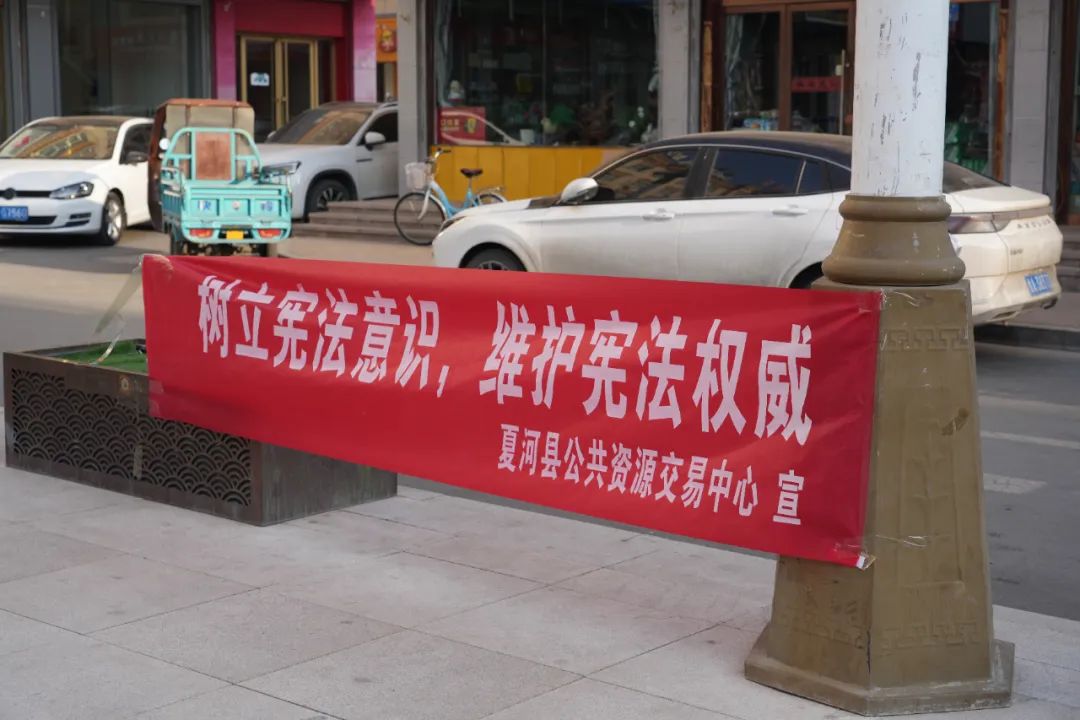 树立宪法意识，维护宪法权威
夏河县公共资源交易中心 宣